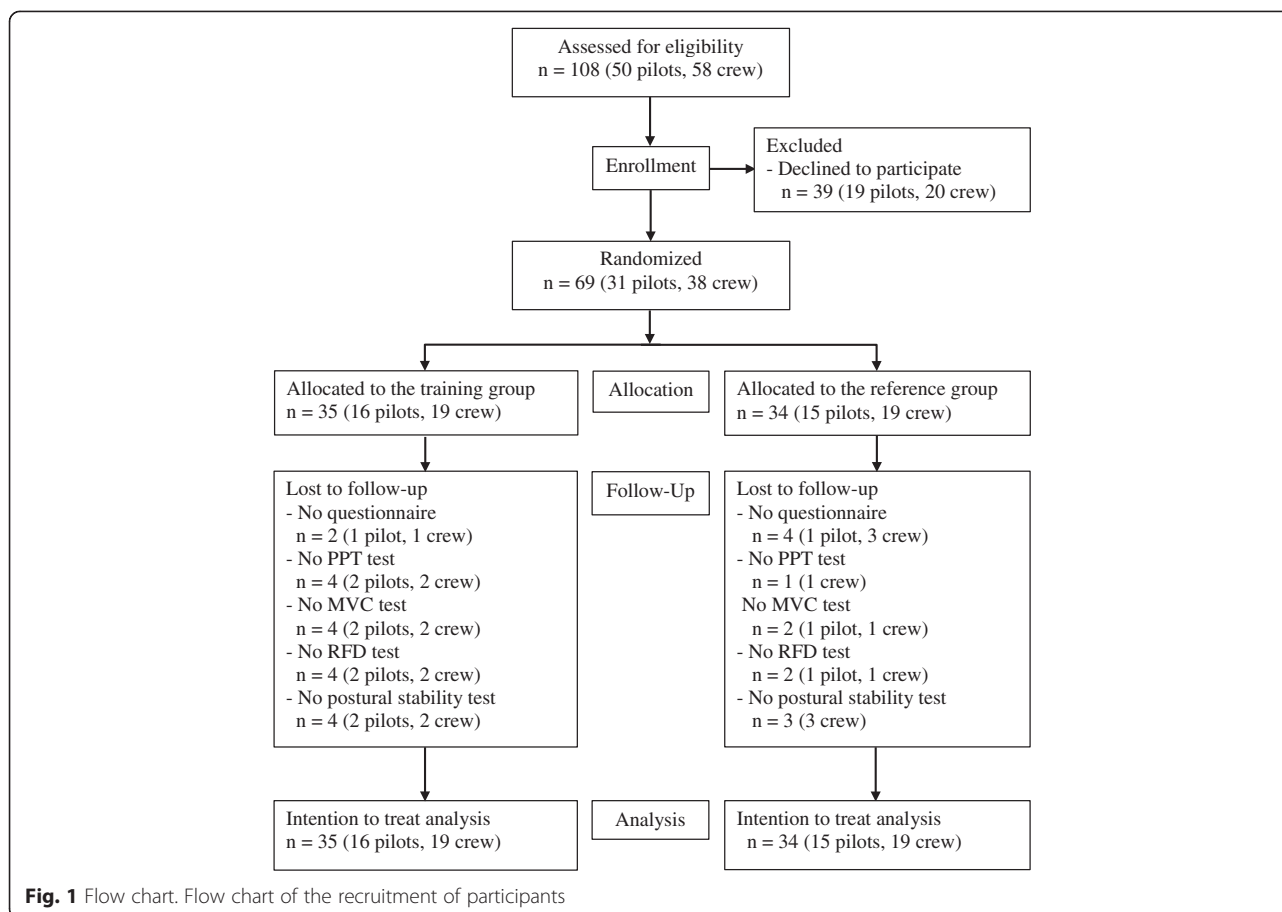 Assessed for eligibility
n = 108 (50 pilots, 58 crew)
Enrollment
Excluded
- Declined to participate
n = 39 (19 pilots, 20 crew)
Randomized
n = 69 (31 pilots, 38 crew)
Allocated to the training group
n = 35 (16 pilots, 19 crew)
Allocation
Allocated to the reference group
n = 34 (15 pilots, 19 crew)
Lost to follow-up
- No questionnaire
n = 2 (1 pilot, 1 crew)
- No PPT test
n = 4 (2 pilots, 2 crew)
- No MVC test
n = 4 (2 pilots, 2 crew)
- No RFD test
n = 4 (2 pilots, 2 crew)
- No postural stability test
n = 4 (2 pilots, 2 crew)
Follow-Up
Lost to follow-up
- No questionnaire
n = 4 (1 pilot, 3 crew)
- No PPT test
n = 1 (1 crew)
No MVC test
n = 2 (1 pilot, 1 crew)
- No RFD test
n = 2 (1 pilot, 1 crew)
- No postural stability test
n = 3 (3 crew)
Intention to treat analysis
n = 35 (16 pilots, 19 crew)
Analysis
Intention to treat analysis
n = 34 (15 pilots, 19 crew)
Fig. 1 Flow chart. Flow chart of the recruitment of participants